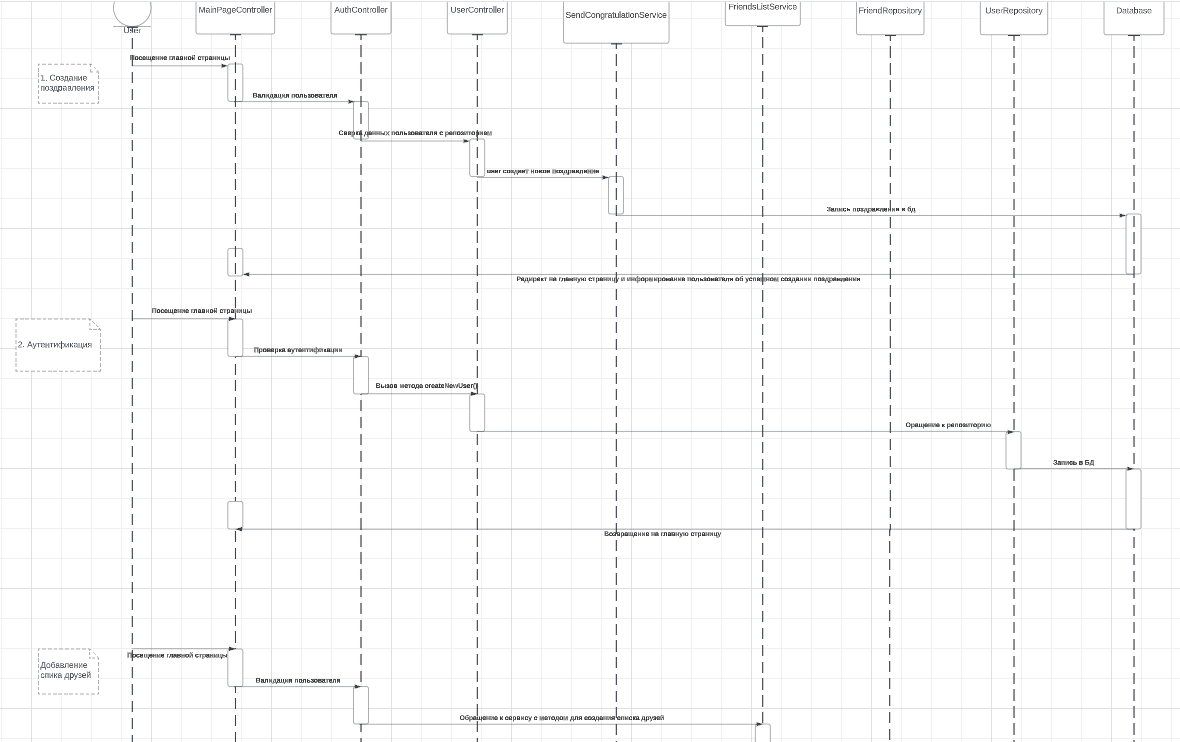 User
MainPageController
AuthController
UserController
SendCongratulationService
FriendsListService
FriendRepository
UserRepository
Database
1. Создание
поздравления
Посещение главной страницы
Валидация пользователя
Сверка данных пользователя с репозиторием
user создает новое поздравление
Запись поздравления в бд
Редирект на главную страницу и информирование пользователя об успешном создании поздравления
2. Аутентификация
Посещение главной страницы
Проверка аутентификации
Вызов метода createNewUser()
Оращение к репозиторию
Запись в БД
Возвращение на главную страницу
Добавление
спика друзей
Посещение главной страницы
Валидация пользователя
Обращение к сервису с методом для создания списка друзей